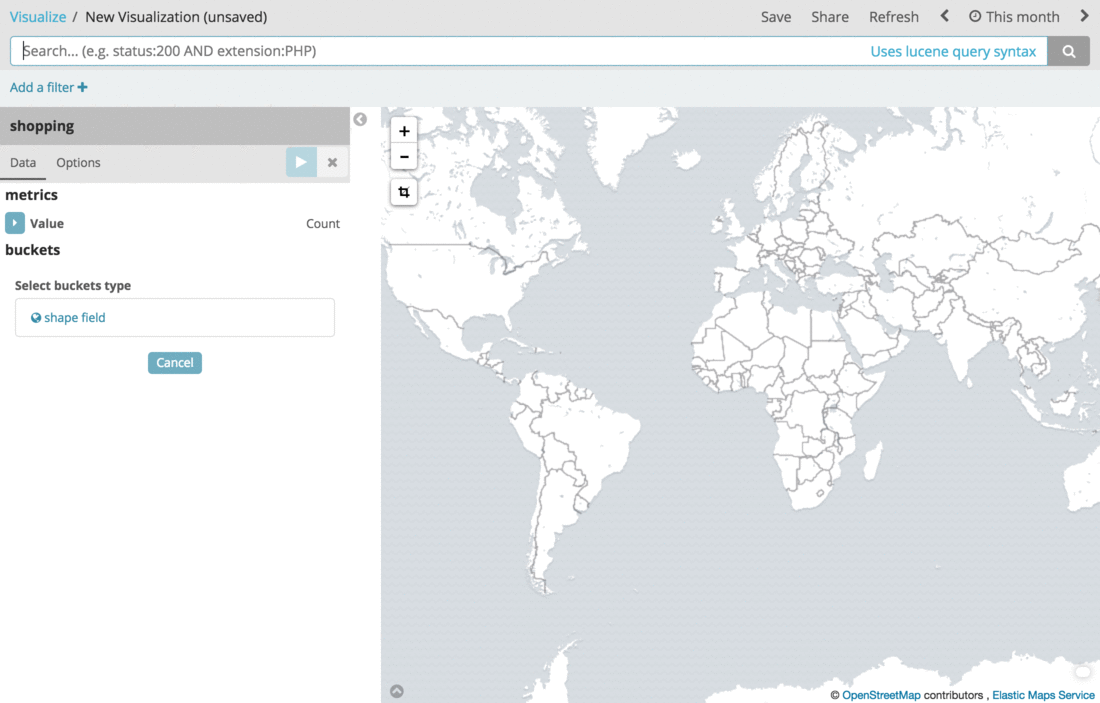 Visualize / New Visualization (unsaved)
Save Share Refresh This month
Search... (e.g. status:200 AND extension:PHP) Uses lucene query syntax
Add a filter +
shopping
Data Options
metrics
Value Count
buckets
Select buckets type
shape field
Cancel
+
−
© OpenStreetMap contributors , Elastic Maps Service